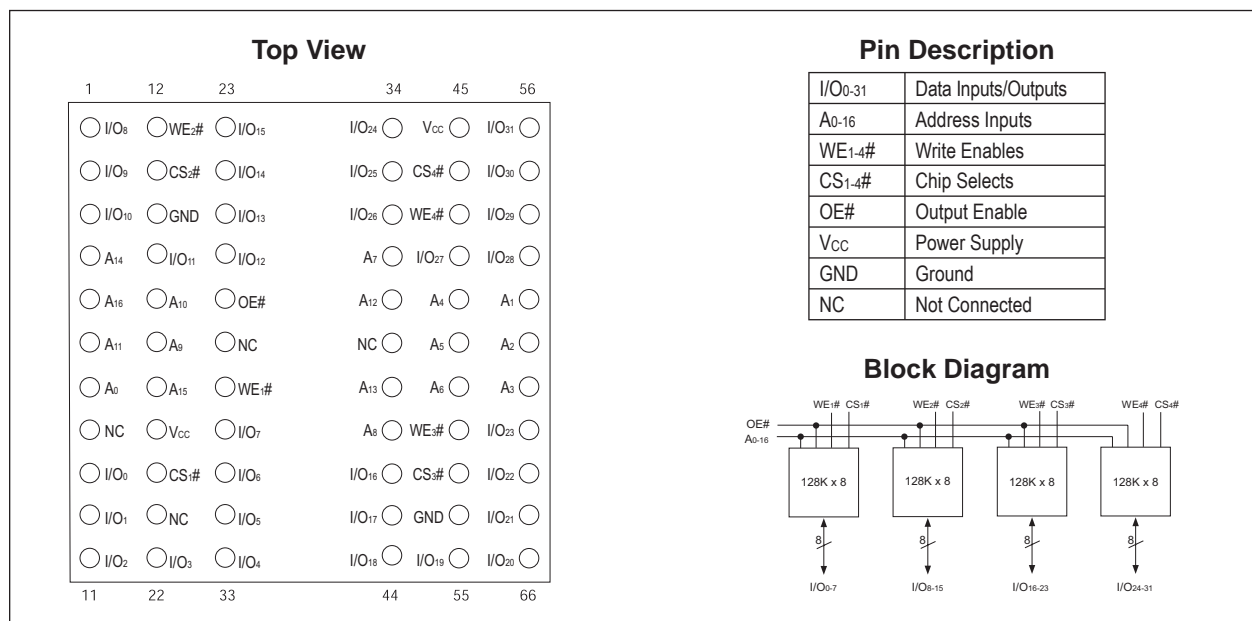 Top View
1 12 23 34 45 56
I/O8 WE2# I/O15 I/O24 VCC I/O31
I/O9 CS2# I/O14 I/O25 CS4# I/O30
I/O10 GND I/O13 I/O26 WE4# I/O29
A14 I/O11 I/O12 A7 I/O27 I/O28
A16 A10 OE# A12 A4 A1
A11 A9 NC NC A5 A2
A0 A15 WE1# A13 A6 A3
NC VCC I/O7 A8 WE3# I/O23
I/O0 CS1# I/O6 I/O16 CS3# I/O22
I/O1 NC I/O5 I/O17 GND I/O21
I/O2 I/O3 I/O4 I/O18 I/O19 I/O20
11 22 33 44 55 66
Pin Description
I/O0-31 Data Inputs/Outputs
A0-16 Address Inputs
WE1-4# Write Enables
CS1-4# Chip Selects
OE# Output Enable
VCC Power Supply
GND Ground
NC Not Connected
Block Diagram
WE1# CS1# WE2# CS2# WE3# CS3# WE4# CS4#
OE#
A0-16
128K x 8 128K x 8 128K x 8 128K x 8
8 8 8 8
I/O0-7 I/O8-15 I/O16-23 I/O24-31